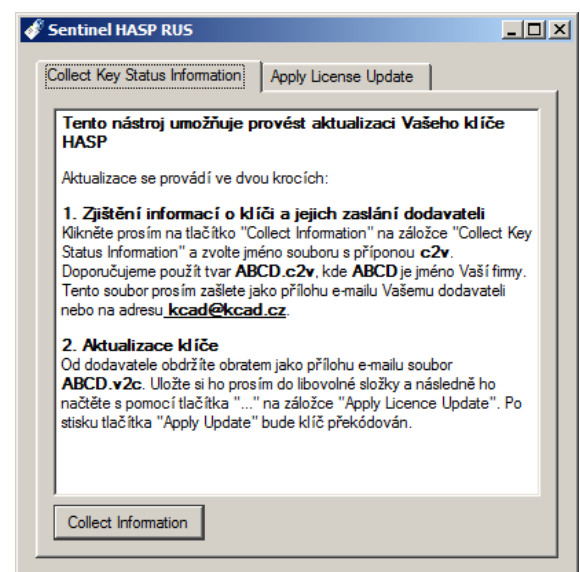 Sentinel HASP RUS
Collect Key Status Information
Apply License Update
Tento nástroj umožňuje provést aktualizaci Vašeho klíče
HASP
Aktualizace se provádí ve dvou krocích:
1. Zjištění informací o klíči a jejich zaslání dodavateli
Klikněte prosím na tlačítko "Collect Information" na záložce "Collect Key
Status Information" a zvolte jméno souboru s příponou c2v.
Doporučujeme použít tvar ABCD.c2v, kde ABCD je jméno Vaší firmy.
Tento soubor prosím zašlete jako přílohu e-mailu Vašemu dodavateli
nebo na adresu kcad@kcad.cz.
2. Aktualizace klíče
Od dodavatele obdržíte obratem jako přílohu e-mailu soubor
ABCD.v2c. Uložte si ho prosím do libovolné složky a následně ho
načtěte s pomocí tlačítka "..." na záložce "Apply Licence Update". Po
stisku tlačítka "Apply Update" bude klíč překódován.
Collect Information